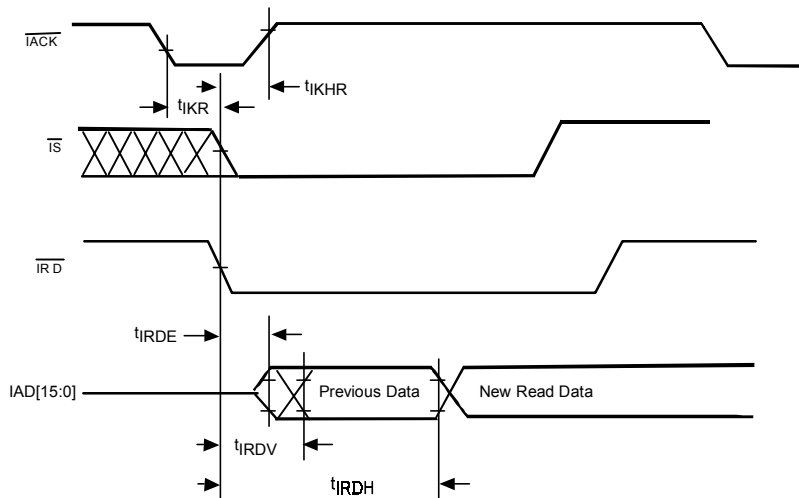 IACK
tIKR
tIKHR
IS
IR D
tIRDE
IAD[15:0]
Previous Data
New Read Data
tIRDV
tIRDH